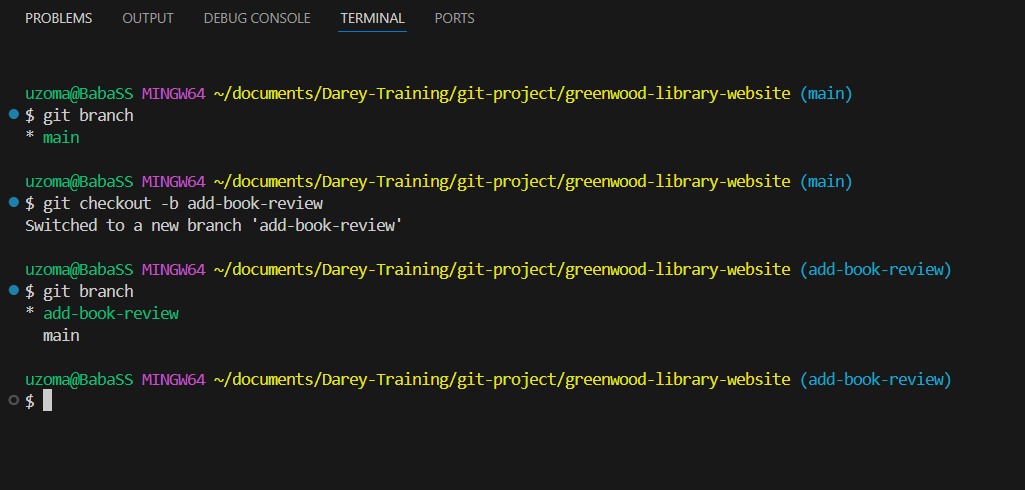 PROBLEMS OUTPUT DEBUG CONSOLE TERMINAL PORTS
uzoma@BabaSS MINGW64 ~/documents/Darey-Training/git-project/greenwood-library-website (main)
$ git branch
* main
uzoma@BabaSS MINGW64 ~/documents/Darey-Training/git-project/greenwood-library-website (main)
$ git checkout -b add-book-review
Switched to a new branch 'add-book-review'
uzoma@BabaSS MINGW64 ~/documents/Darey-Training/git-project/greenwood-library-website (add-book-review)
$ git branch
* add-book-review
main
uzoma@BabaSS MINGW64 ~/documents/Darey-Training/git-project/greenwood-library-website (add-book-review)
$